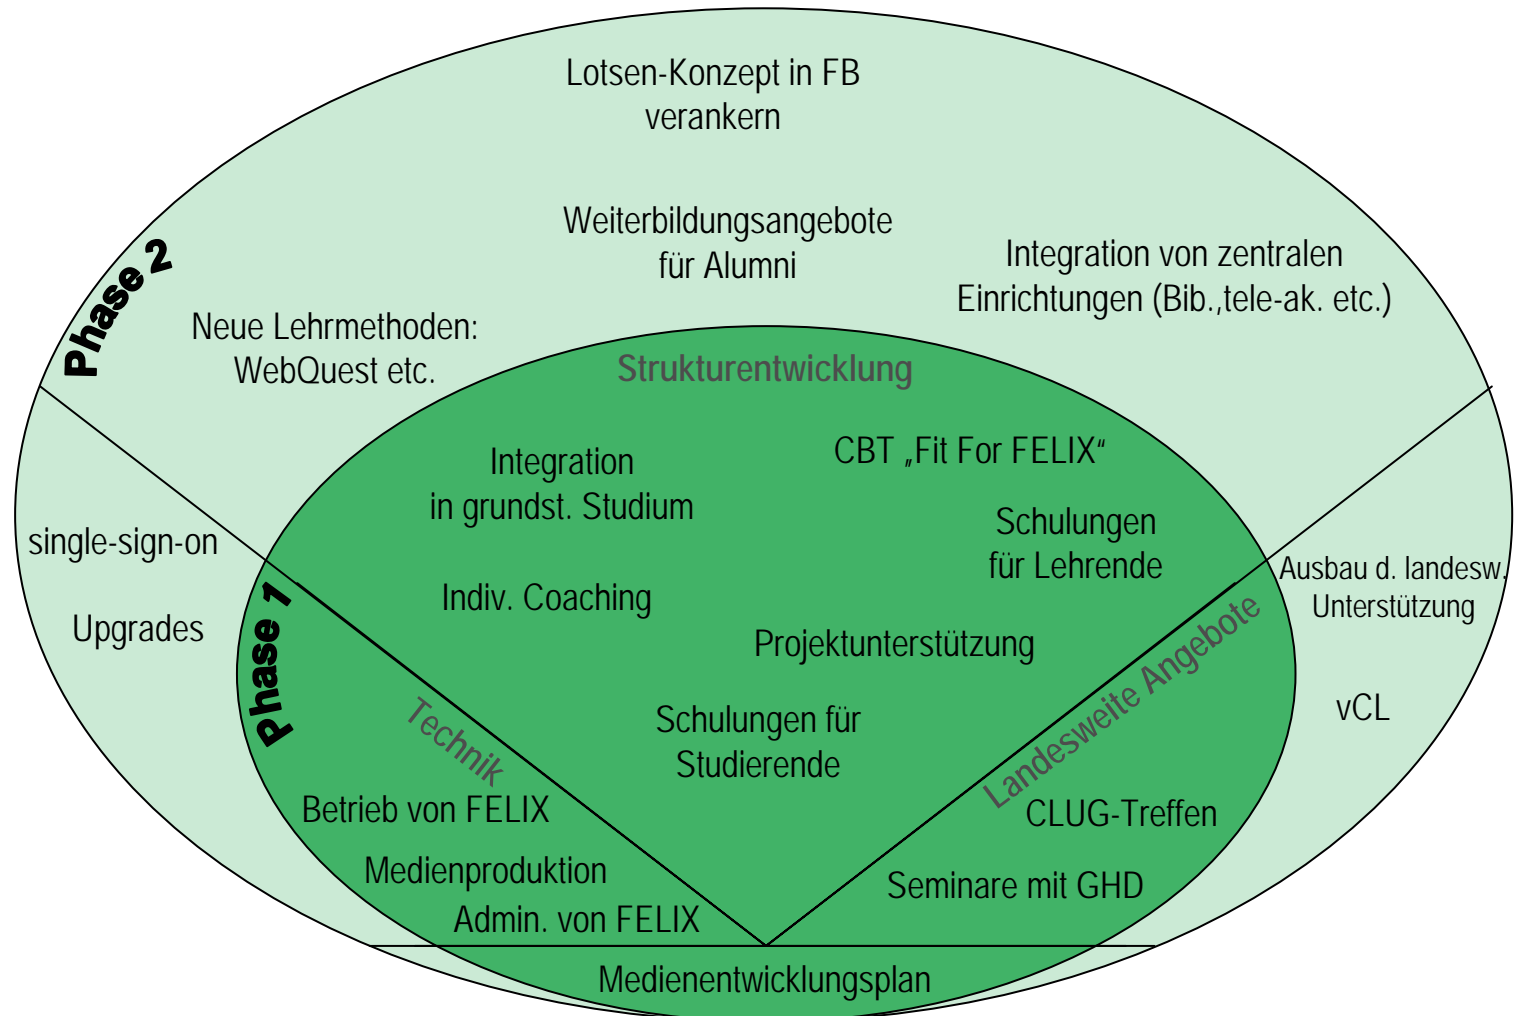 Lotsen-Konzept in FB
verankern
Weiterbildungsangebote
für Alumni
Integration von zentralen
Einrichtungen (Bib.,tele-ak. etc.)
Phase 2
Neue Lehrmethoden:
WebQuest etc.
Strukturentwicklung
CBT „Fit For FELIX“
Integration
in grundst. Studium
Schulungen
für Lehrende
single-sign-on
Upgrades
Indiv. Coaching
Projektunterstützung
Ausbau d. landesw.
Unterstützung
vCL
Phase 1
Technik
Schulungen für
Studierende
Landesweite Angebote
Betrieb von FELIX
Medienproduktion
Admin. von FELIX
CLUG-Treffen
Seminare mit GHD
Medienentwicklungsplan